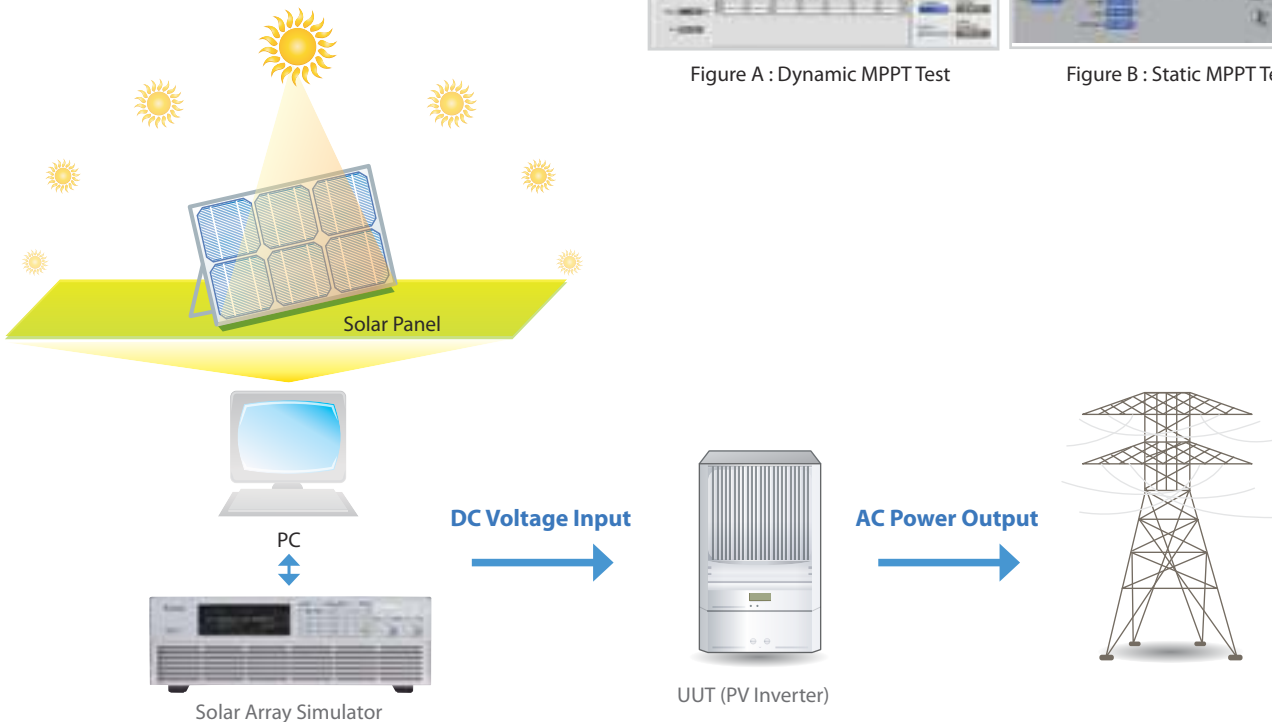 Figure A : Dynamic MPPT Test
Figure B : Static MPPT Te
Solar Panel
PC
DC Voltage Input
AC Power Output
Solar Array Simulator
UUT (PV Inverter)